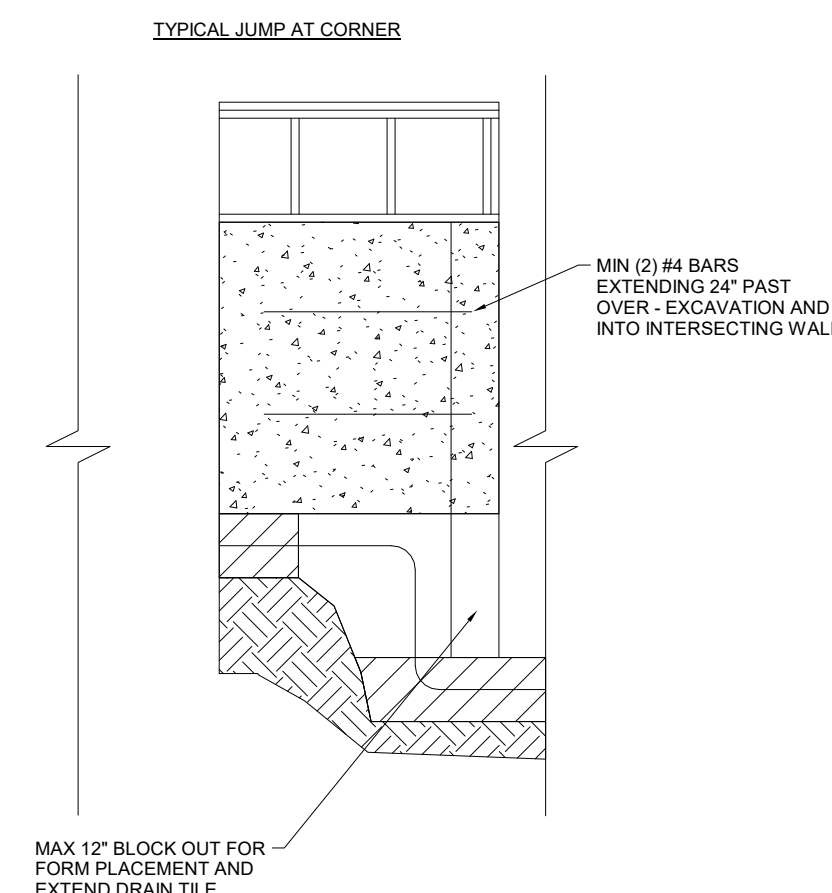 TYPICAL JUMP AT CORNER
MIN (2) #4 BARS
EXTENDING 24" PAST
OVER - EXCAVATION AND
INTO INTERSECTING WALL
MAX 12" BLOCK OUT FOR
FORM PLACEMENT AND
EXTEND DRAIN TILE